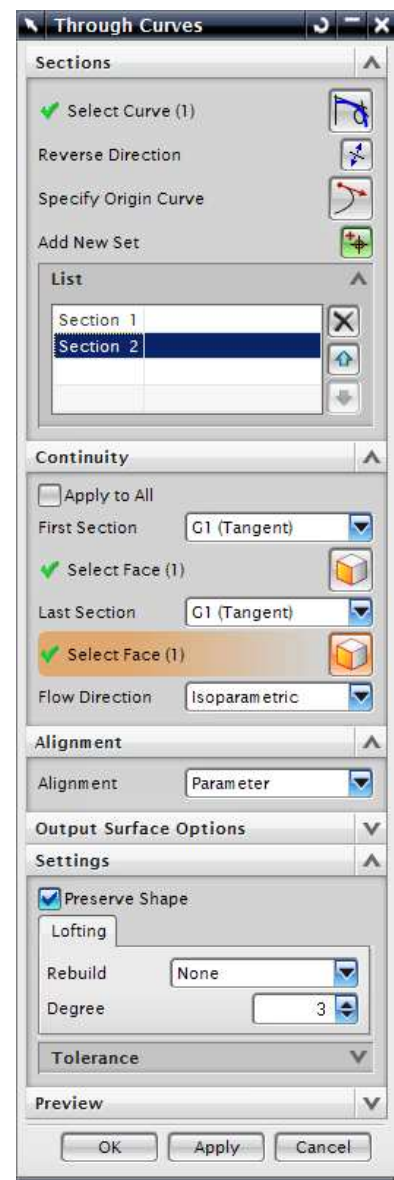 Through Curves
Sections
Select Curve (1)
Reverse Direction
Specify Origin Curve
Add New Set
List
Section 1
Section 2
Continuity
Apply to All
First Section G1 (Tangent)
Select Face (1)
Last Section G1 (Tangent)
Select Face (1)
Flow Direction Isoparametric
Alignment
Alignment Parameter
Output Surface Options
Settings
Preserve Shape
Lofting
Rebuild None
Degree 3
Tolerance
Preview
OK Apply Cancel